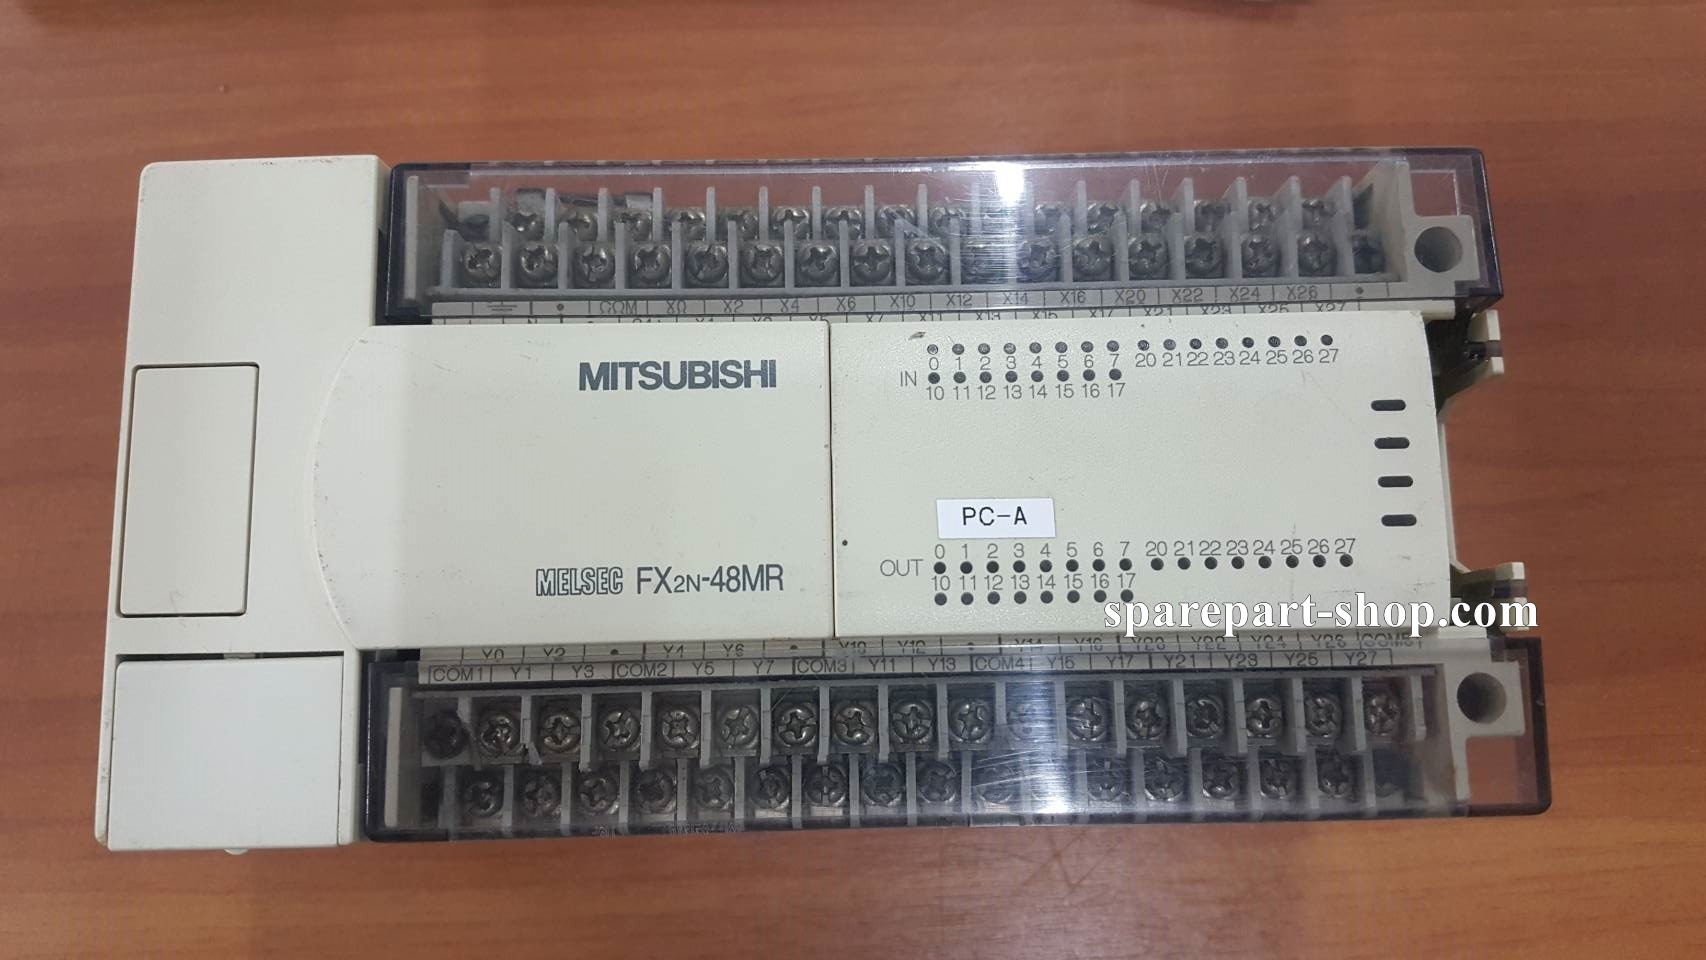 COM X0 X2 X4 X6 X10 X12 X14 X16 X20 X22 X24 X26
MITSUBISHI
0 1 2 3 4 5 6 7 20 21 22 23 24 25 26 27
IN
10 11 12 13 14 15 16 17
PC-A
MELSEC FX2N-48MR
0 1 2 3 4 5 6 7 20 21 22 23 24 25 26 27
OUT
10 11 12 13 14 15 16 17
sparepart-shop.com
Y0 Y2 Y4 Y6 Y10 Y12 Y14 Y16 Y20 Y22 Y24 Y26 COM5
COM1 Y1 Y3 COM2 Y5 Y7 COM3 Y11 Y13 COM4 Y15 Y17 Y21 Y23 Y25 Y27